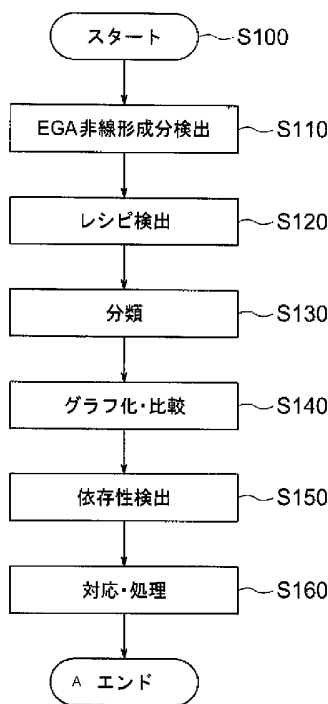 スタート S100
EGA非線形成分検出 S110
レシピ検出 S120
分類 S130
グラフ化・比較 S140
依存性検出 S150
対応・処理 S160
A エンド